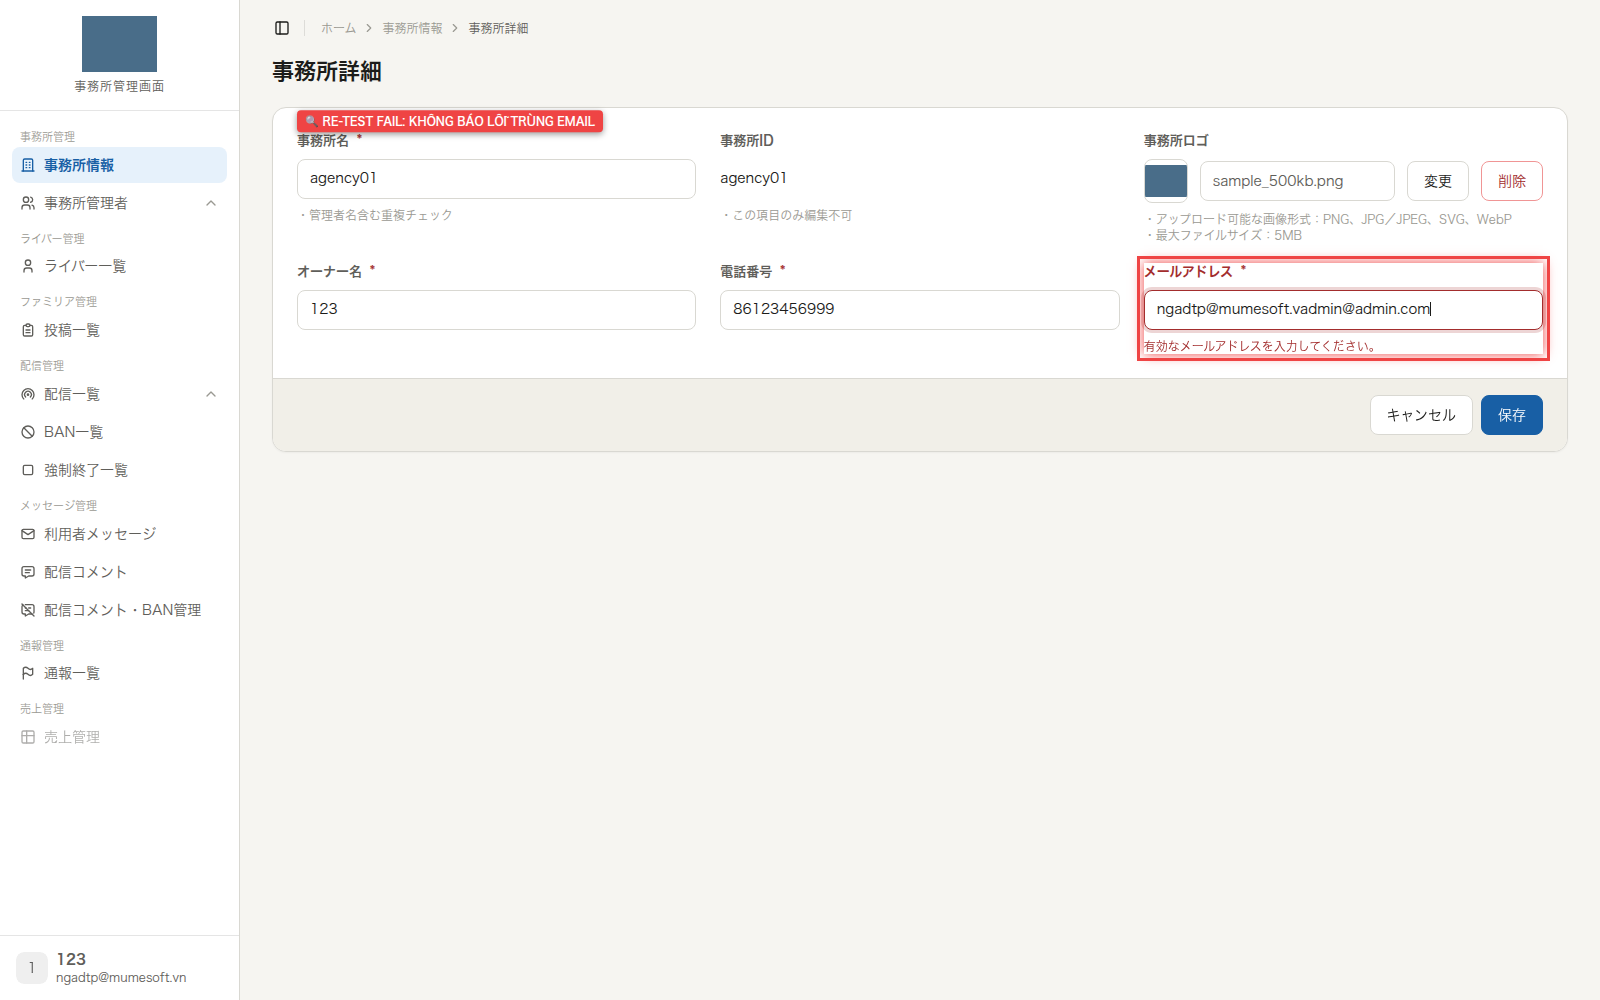 事務所管理画面
事務所管理
事務所情報
事務所管理者
ライバー管理
ライバー一覧
ファミリア管理
投稿一覧
配信管理
配信一覧
BAN一覧
強制終了一覧
メッセージ管理
利用者メッセージ
配信コメント
配信コメント・BAN管理
通報管理
通報一覧
売上管理
売上管理
1
123
ngadtp@mumesoft.vn
ホーム > 事務所情報 > 事務所詳細
事務所詳細
🔍 RE-TEST FAIL: KHÔNG BÁO LỖI TRÙNG EMAIL
事務所名 *
agency01
・管理者名含む重複チェック
事務所ID
agency01
・この項目のみ編集不可
事務所ロゴ
sample_500kb.png
変更
削除
・アップロード可能な画像形式：PNG、JPG／JPEG、SVG、WebP
・最大ファイルサイズ：5MB
オーナー名 *
123
電話番号 *
86123456999
メールアドレス *
ngadtp@mumesoft.vadmin@admin.com
有効なメールアドレスを入力してください。
キャンセル
保存